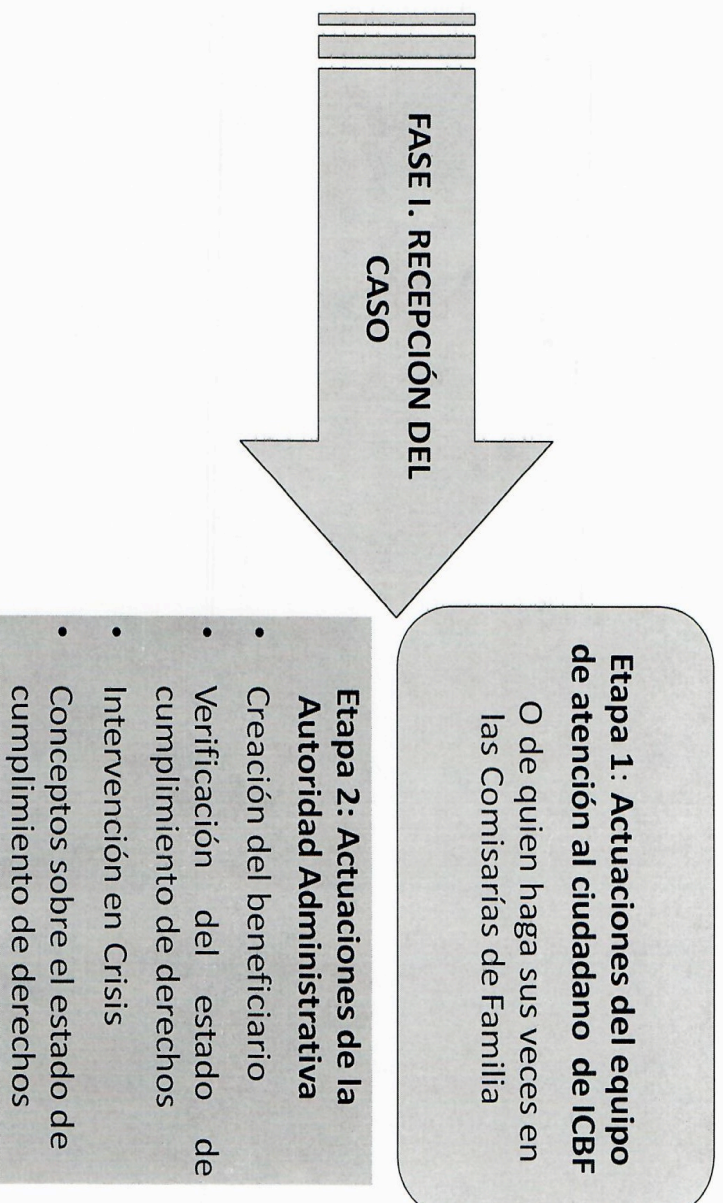 FASE I. RECEPCIÓN DEL
CASO
Etapa 1: Actuaciones del equipo
de atención al ciudadano de ICBF
O de quien haga sus veces en
las Comisarías de Familia
Etapa 2: Actuaciones de la
Autoridad Administrativa
• Creación del beneficiario
• Verificación del estado de
cumplimiento de derechos
• Intervención en Crisis
• Conceptos sobre el estado de
cumplimiento de derechos